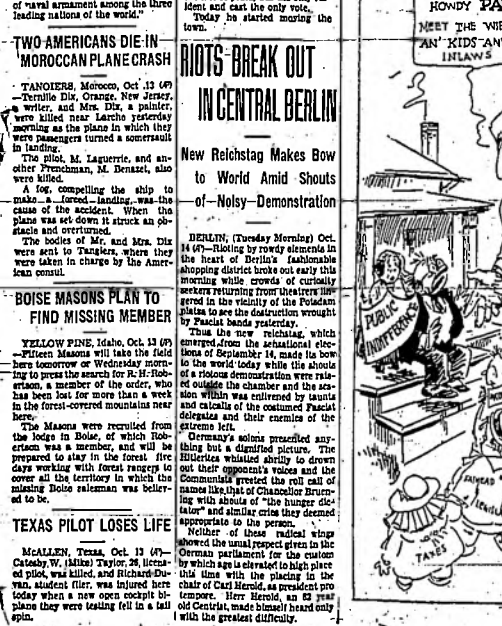 of naval armament among the three
leading nations of the world."
TWO AMERICANS DIE IN
MOROCCAN PLANE CRASH
TANGIERS, Morocco, Oct. 13 (AP)
Dix, Orange, New Jersey,
a writer, and Mrs. Dix, a painter,
were killed near Larche yesterday
morning as the plane in which they
were passengers turned a somersault
in landing.
The pilot, M. Laguerrie, and an-
other Frenchman, M. Benazet, also
were killed.
A fog, compelling the ship to
make a forced landing, was the
cause of the accident. When the
plane was set down it struck an ob-
stacle and overturned.
The bodies of Mr. and Mrs. Dix
were sent to Tangiers, where they
were taken in charge by the Amer-
ican consul.
BOISE MASONS PLAN TO
FIND MISSING MEMBER
YELLOW PINE, Idaho, Oct. 13 (AP)
—Fifteen Masons will take the field
here tomorrow or Wednesday morn-
ing to press the search for R. H. Rob-
ertson, a member of the order, who
has been lost for more than a week
in the forest-covered mountains near
here.
The Masons were recruited from
the lodge in Boise, of which Rob-
ertson was a member, and will be
prepared to stay in the forest five
days working with forest rangers to
cover all the territory in which the
missing Boise salesman was believ-
ed to be.
TEXAS PILOT LOSES LIFE
McALLEN, Texas, Oct. 13 (AP)—
Catesby W. (Mike) Taylor, 26, licens-
ed pilot, was killed, and Richard Du-
van, student flier, was injured here
today when a new open cockpit bi-
plane they were testing fell in a tail
spin.
ident and cast the only vote.
Today he started moving the
town.
RIOTS BREAK OUT
IN CENTRAL BERLIN
New Reichstag Makes Bow
to World Amid Shouts
of Noisy Demonstration
BERLIN, (Tuesday Morning) Oct.
14 (AP)—Rioting by rowdy elements in
the heart of Berlin's fashionable
shopping district broke out early this
morning while crowds of curiosity
seekers returning from theatres lin-
gered in the vicinity of the Potsdam
platza to see the destruction wrought
by Fascist bands yesterday.
Thus the new reichstag, which
emerged from the sensational elec-
tions of September 14, made its bow
to the world today while the shouts
of a riotous demonstration were rais-
ed outside the chamber and the ses-
sion within was enlivened by taunts
and catcalls of the costumed Fascist
delegates and their enemies of the
extreme left.
Germany's solons presented any-
thing but a dignified picture. The
Hitlerites whistled shrilly to drown
out their opponent's voices and the
Communists greeted the roll call of
names like that of Chancellor Bruen-
ing with shouts of "the hunger dic-
tator" and similar cries they deemed
appropriate to the person.
Neither of these radical wings
showed the usual respect given in the
German parliament for the custom
by which age is elevated to high place
this time with the placing in the
chair of Carl Herold, as president pro
tempore. Herr Herold, an 82 year
old Centrist, made himself heard only
with the greatest difficulty.
HOWDY
MEET THE
AN' KIDS AN'
INLAWS
PUBLIC
INDIFFERENCE
TAXES